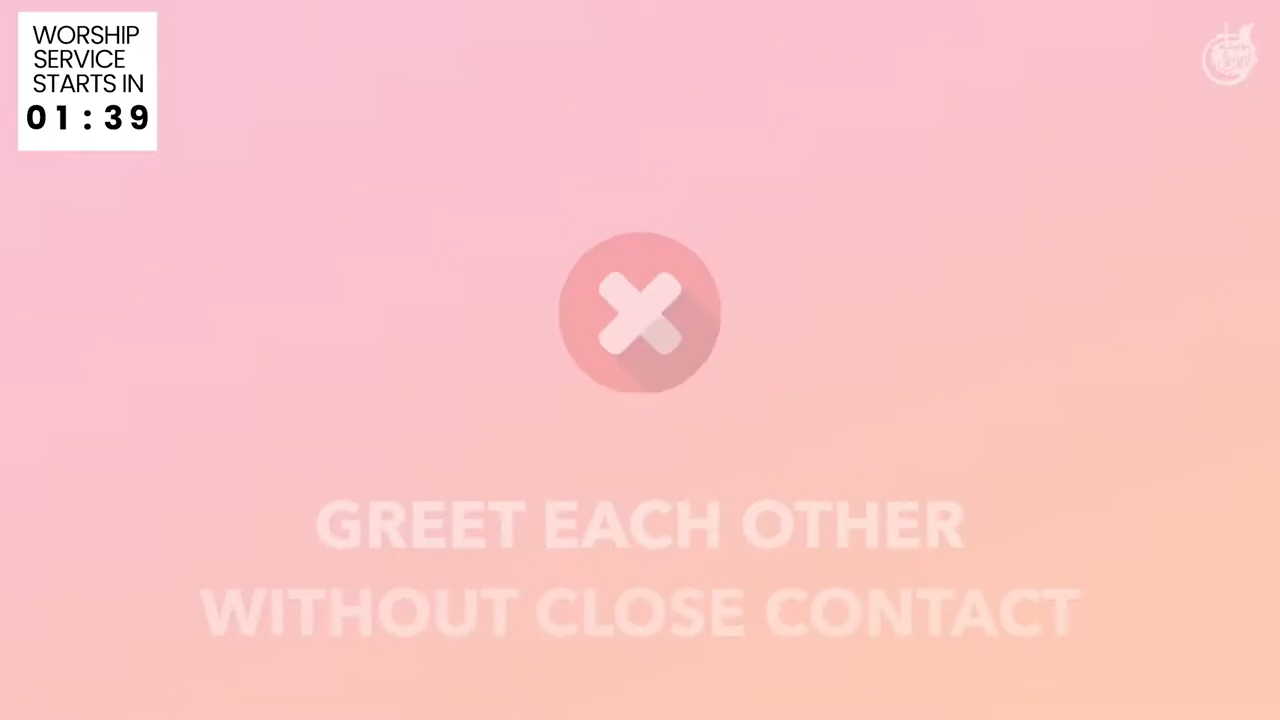 WORSHIP
SERVICE
STARTS IN
01:39
GREET EACH OTHER
WITHOUT CLOSE CONTACT